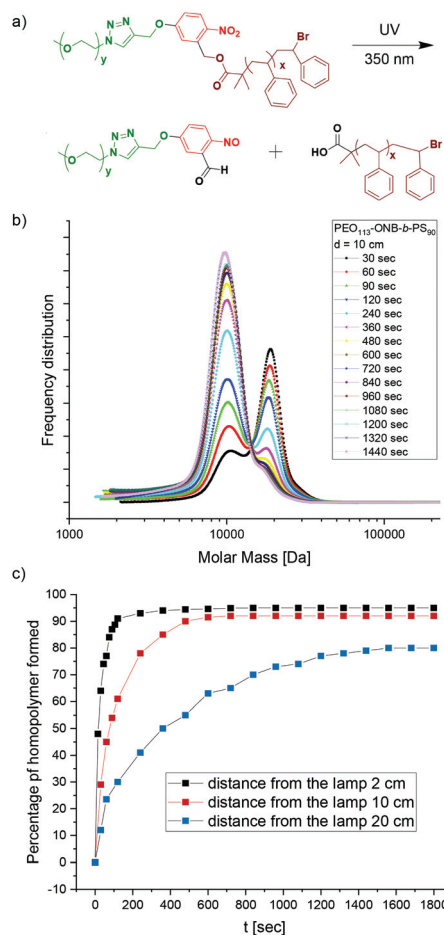 a)
N=N
N
O
y
O
NO2
O
O
x
Br
UV
350 nm
N=N
N
O
y
O
NO
O
H
+
O
HO
x
Br
b)
Frequency distribution
PEO113-ONB-b-PS90
d = 10 cm
30 sec
60 sec
90 sec
120 sec
240 sec
360 sec
480 sec
600 sec
720 sec
840 sec
960 sec
1080 sec
1200 sec
1320 sec
1440 sec
1000 10000 100000
Molar Mass [Da]
c)
Percentage pf homopolymer formed
100
90
80
70
60
50
40
30
20
10
0
-10
distance from the lamp 2 cm
distance from the lamp 10 cm
distance from the lamp 20 cm
0 200 400 600 800 1000 1200 1400 1600 1800
t [sec]